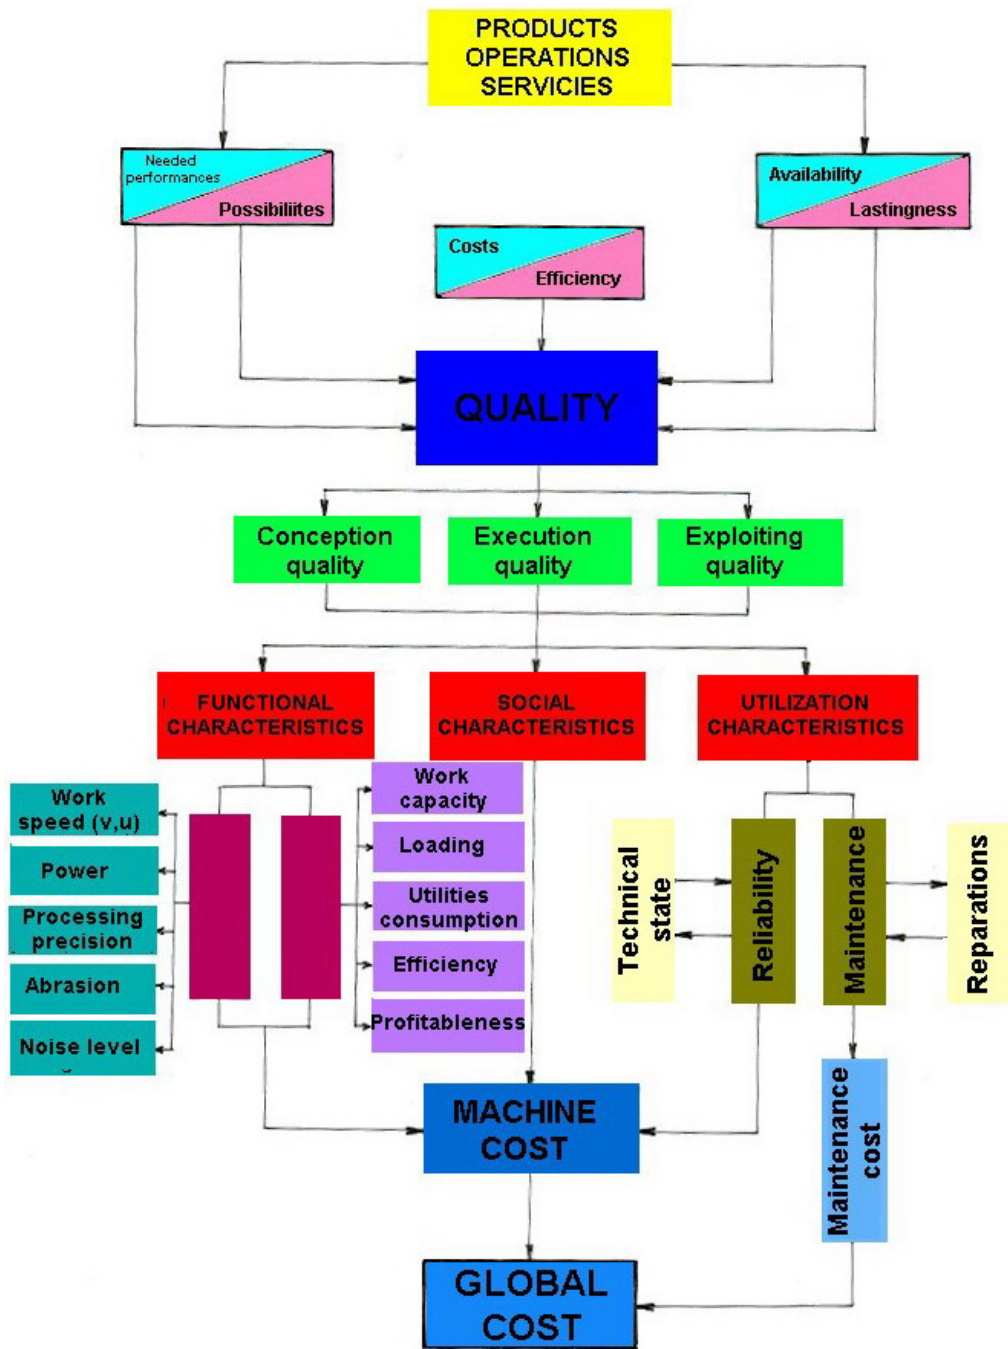 PRODUCTS
OPERATIONS
SERVICIES
Needed
performances
Possibiliites
Availability
Lastingness
Costs
Efficiency
QUALITY
Conception
quality
Execution
quality
Exploiting
quality
FUNCTIONAL
CHARACTERISTICS
SOCIAL
CHARACTERISTICS
UTILIZATION
CHARACTERISTICS
Work
speed (v,u)
Power
Processing
precision
Abrasion
Noise level
Work
capacity
Loading
Utilities
consumption
Efficiency
Profitableness
Technical
state
Reliability
Maintenance
Reparations
MACHINE
COST
Maintenance
cost
GLOBAL
COST